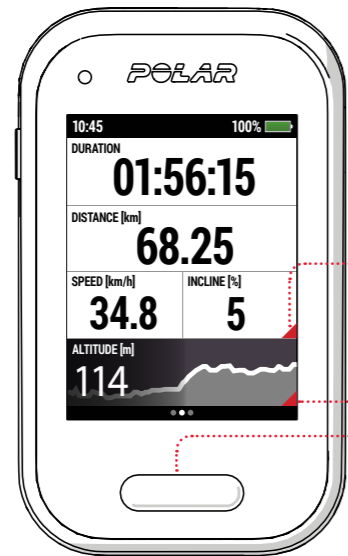 POLAR
10:45 100%
DURATION
01:56:15
DISTANCE [km]
68.25
SPEED [km/h] INCLINE [%]
34.8 5
ALTITUDE [m]
114